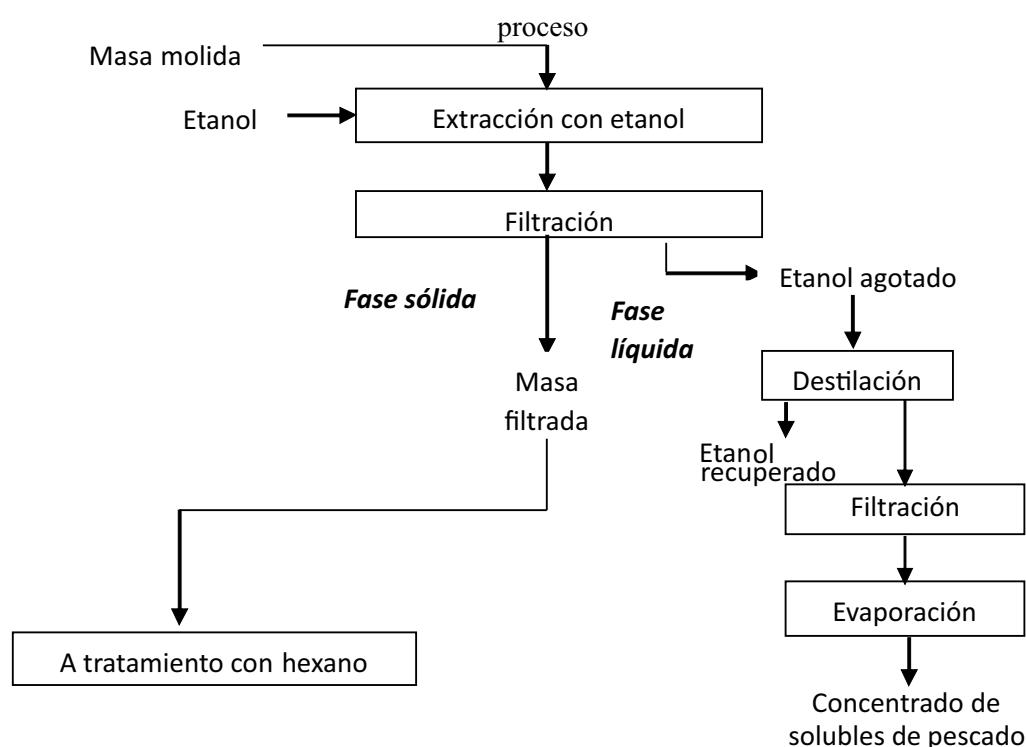 proceso
Masa molida
Etanol
Extracción con etanol
Filtración
Etanol agotado
Fase sólida
Fase
líquida
Destilación
Masa
filtrada
Etanol
recuperado
Filtración
Evaporación
A tratamiento con hexano
Concentrado de
solubles de pescado